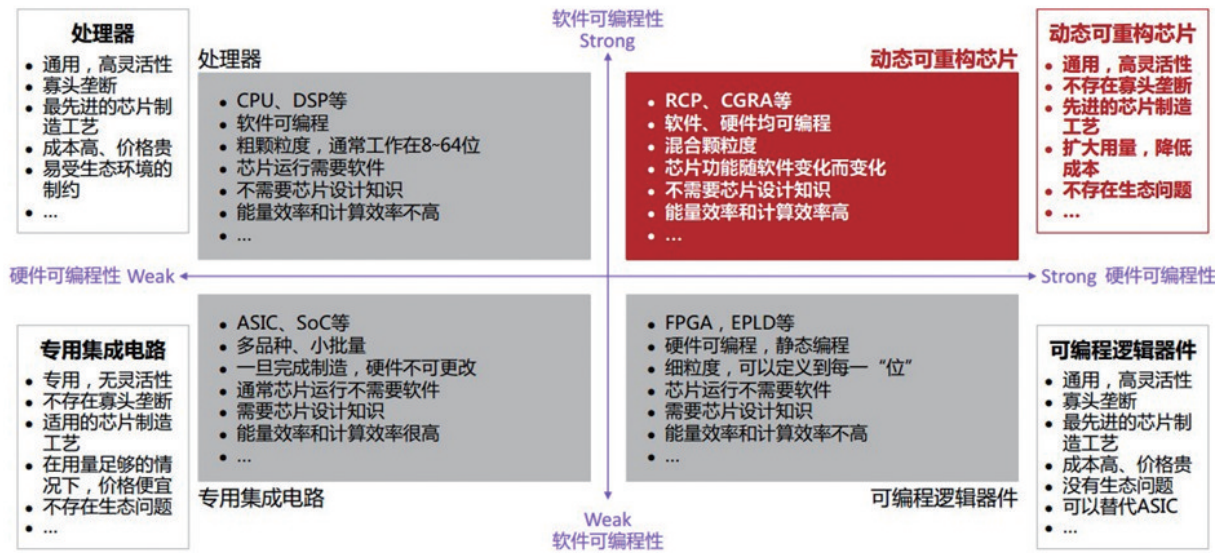 软件可编程性
Strong
处理器
• 通用，高灵活性
• 寡头垄断
• 最先进的芯片制
造工艺
• 成本高、价格贵
• 易受生态环境的
制约
• ...
处理器
• CPU、DSP等
• 软件可编程
• 粗颗粒度，通常工作在8~64位
• 芯片运行需要软件
• 不需要芯片设计知识
• 能量效率和计算效率不高
• ...
动态可重构芯片
• RCP、CGRA等
• 软件、硬件均可编程
• 混合颗粒度
• 芯片功能随软件变化而变化
• 不需要芯片设计知识
• 能量效率和计算效率高
• ...
动态可重构芯片
• 通用，高灵活性
• 不存在寡头垄断
• 先进的芯片制造
工艺
• 扩大用量，降低
成本
• 不存在生态问题
• ...
硬件可编程性 Weak
Strong 硬件可编程性
专用集成电路
• 专用，无灵活性
• 不存在寡头垄断
• 适用的芯片制造
工艺
• 在用量足够的情
况下，价格便宜
• 不存在生态问题
• ...
• ASIC、SoC等
• 多品种、小批量
• 一旦完成制造，硬件不可更改
• 通常芯片运行不需要软件
• 需要芯片设计知识
• 能量效率和计算效率很高
• ...
专用集成电路
• FPGA，EPLD等
• 硬件可编程，静态编程
• 细粒度，可以定义到每一“位”
• 芯片运行不需要软件
• 需要芯片设计知识
• 能量效率和计算效率不高
• ...
可编程逻辑器件
可编程逻辑器件
• 通用，高灵活性
• 寡头垄断
• 最先进的芯片制
造工艺
• 成本高、价格贵
• 没有生态问题
• 可以替代ASIC
• ...
Weak
软件可编程性